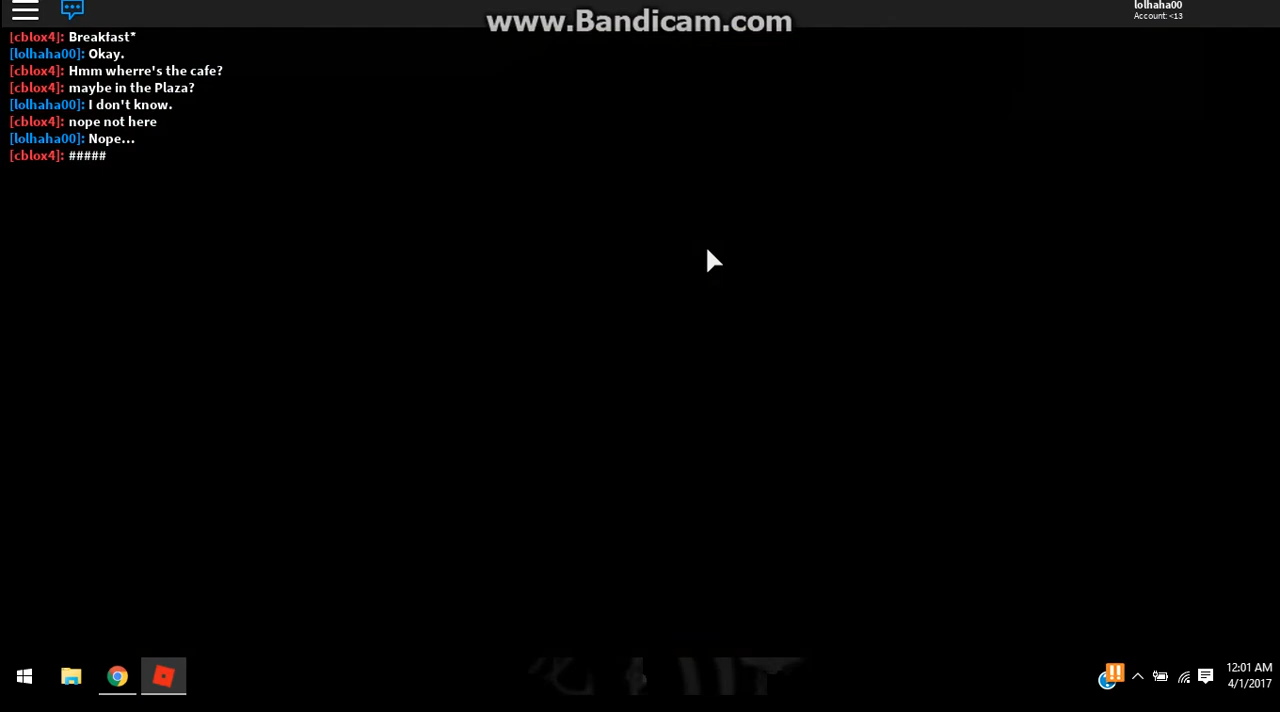 www.Bandicam.com
lolhaha00
Account: <13
[cblox4]: Breakfast*
[lolhaha00]: Okay.
[cblox4]: Hmm wherre's the cafe?
[cblox4]: maybe in the Plaza?
[lolhaha00]: I don't know.
[cblox4]: nope not here
[lolhaha00]: Nope...
[cblox4]: #####
12:01 AM
4/1/2017